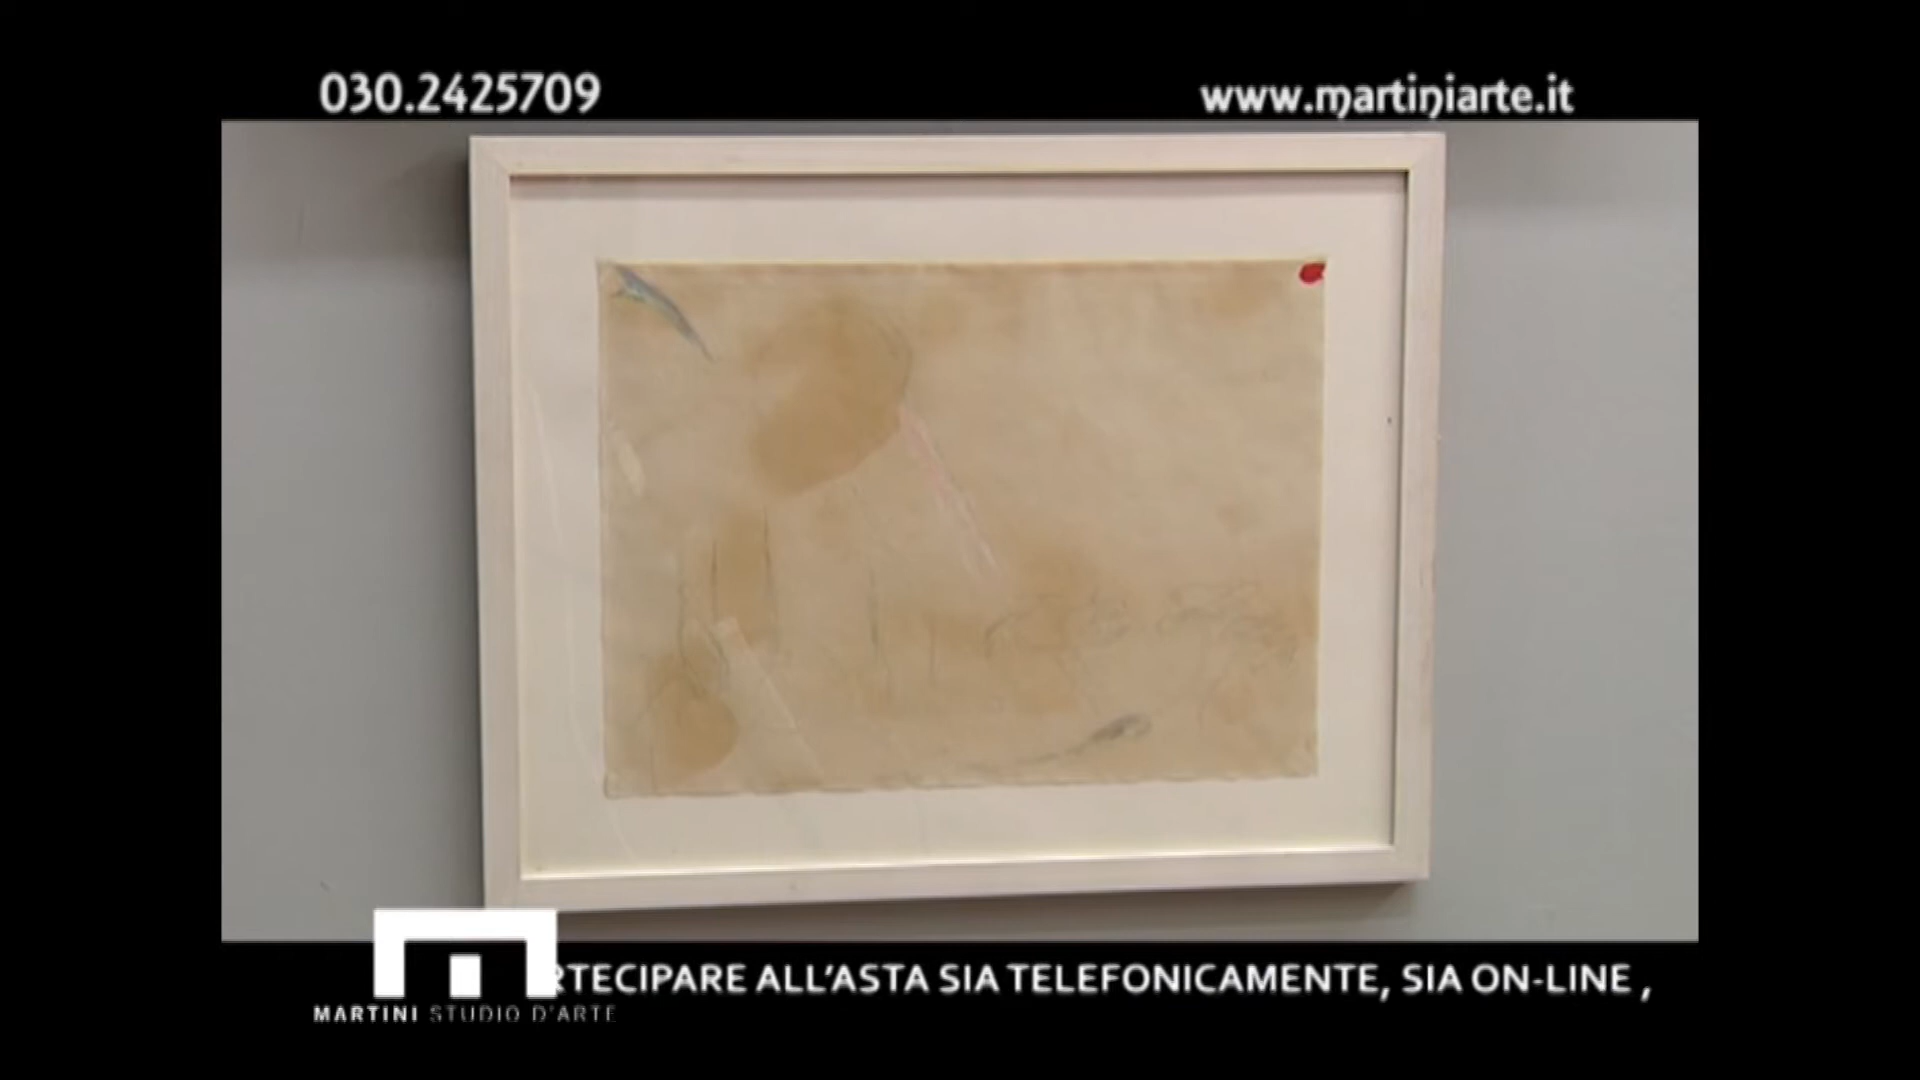 030.2425709
www.martiniarte.it
RTECIPARE ALL'ASTA SIA TELEFONICAMENTE, SIA ON-LINE ,
MARTINI STUDIO D'ARTE